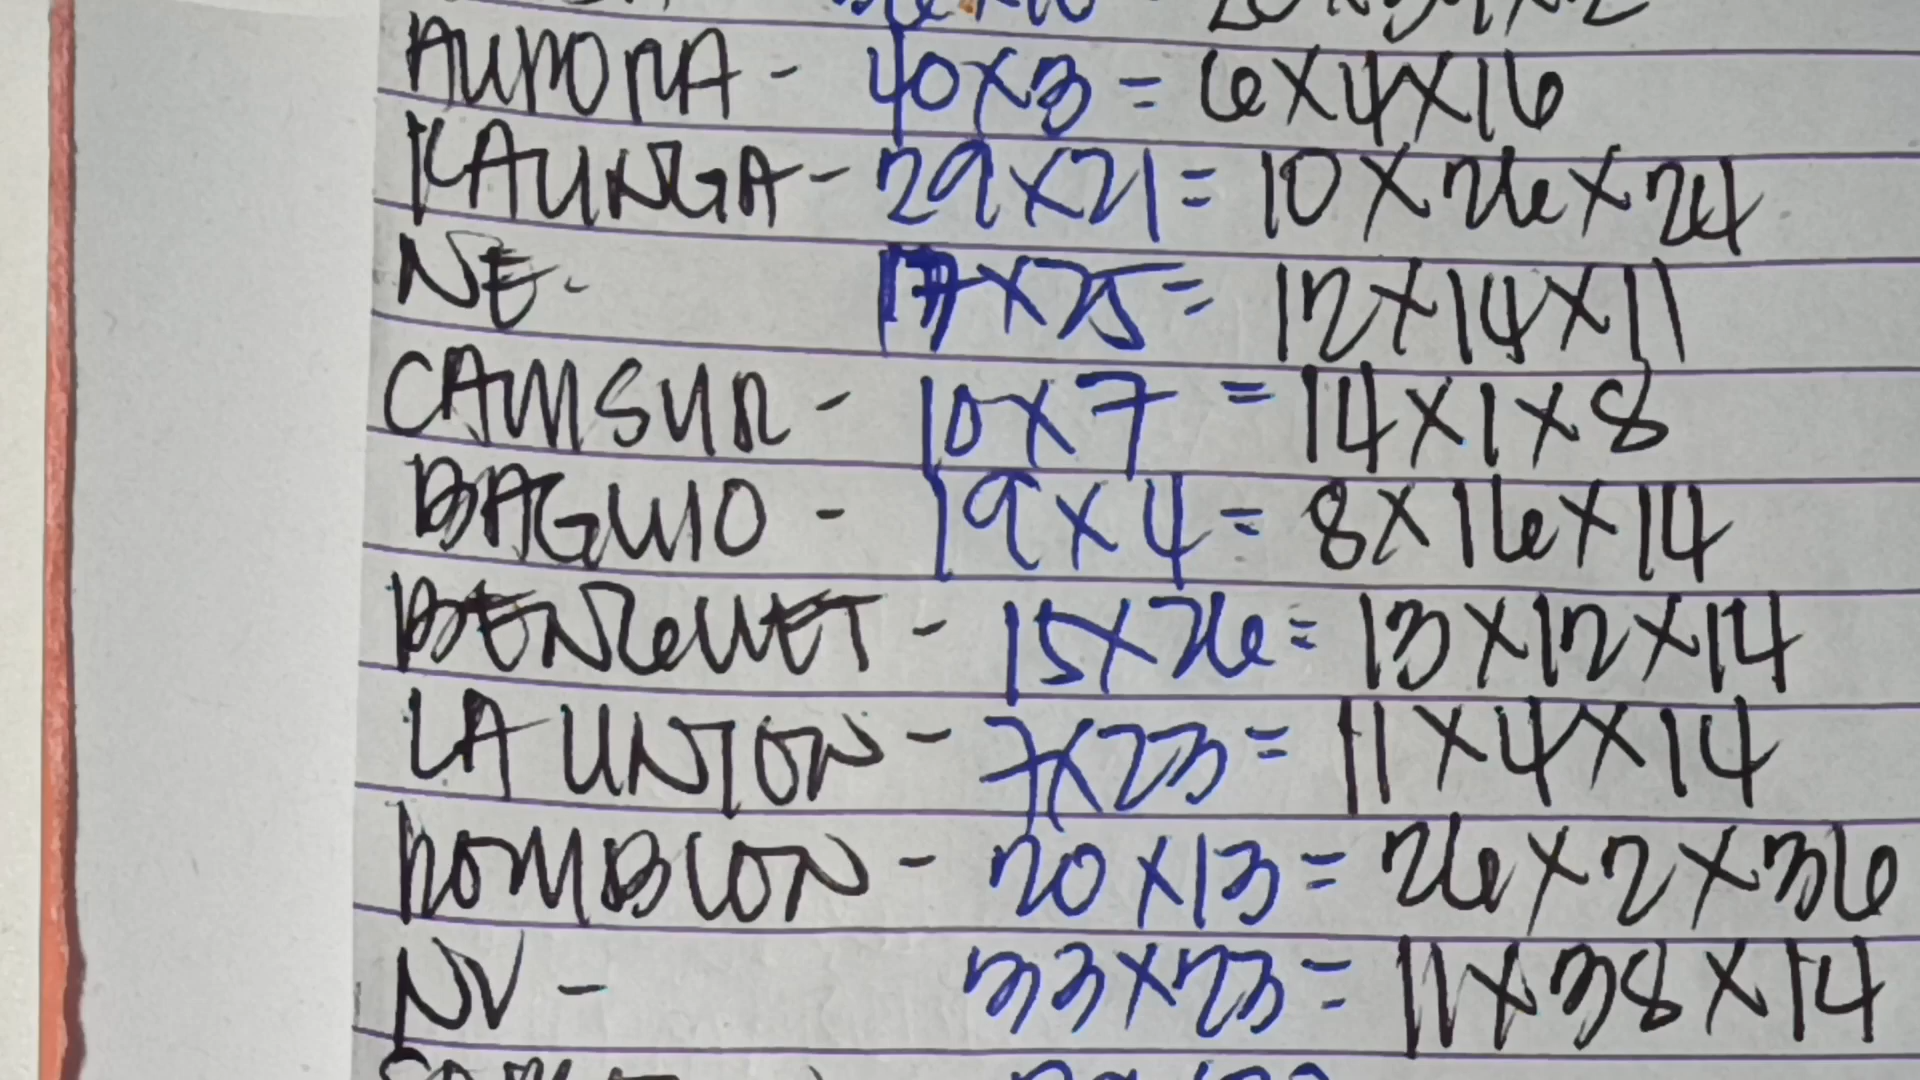 AURORA - 40x3 = 6x4x16
KALINGA - 29x21 = 10x26x24
NE - 17x25 = 12x14x11
CAMSUR - 10x7 = 14x1x8
BAGUIO - 19x4 = 8x16x14
BENGUET - 15x26 = 13x12x14
LA UNION - 7x23 = 11x4x14
ROMBLON - 20x13 = 26x2x36
NV - 33x23 = 11x38x14